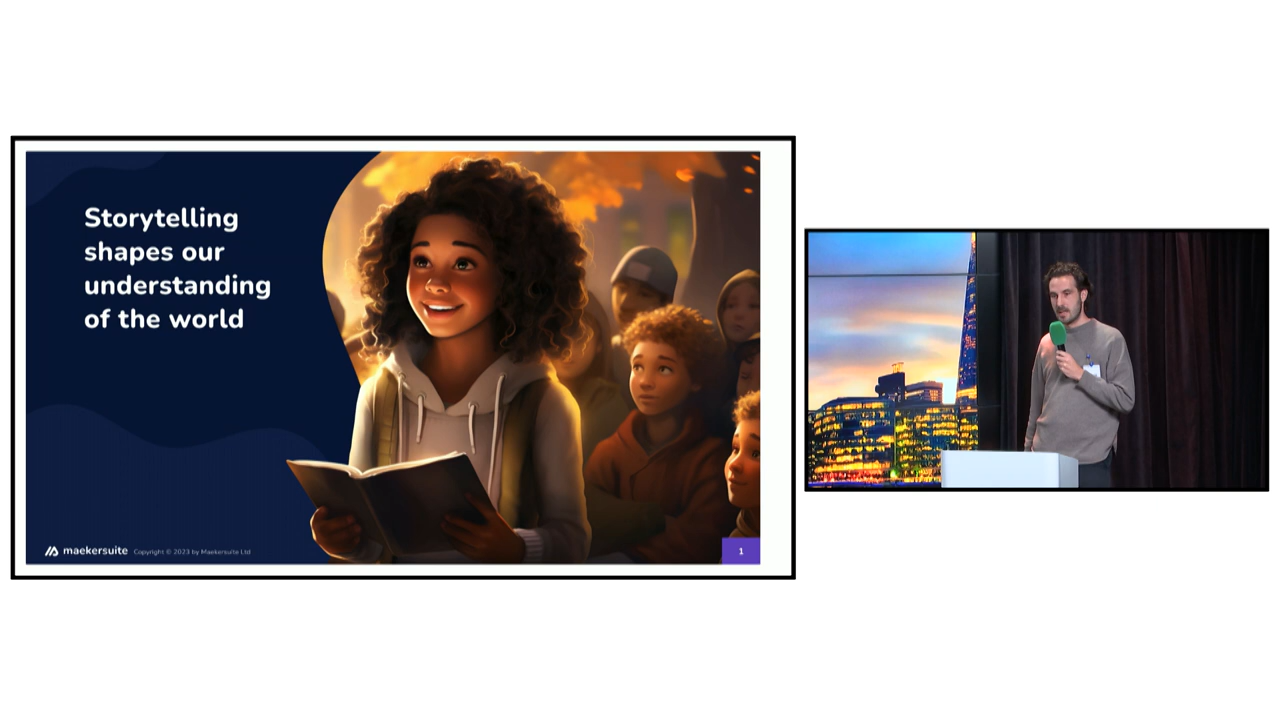 Storytelling
shapes our
understanding
of the world
maekersuite Copyright © 2023 by Maekersuite Ltd
1